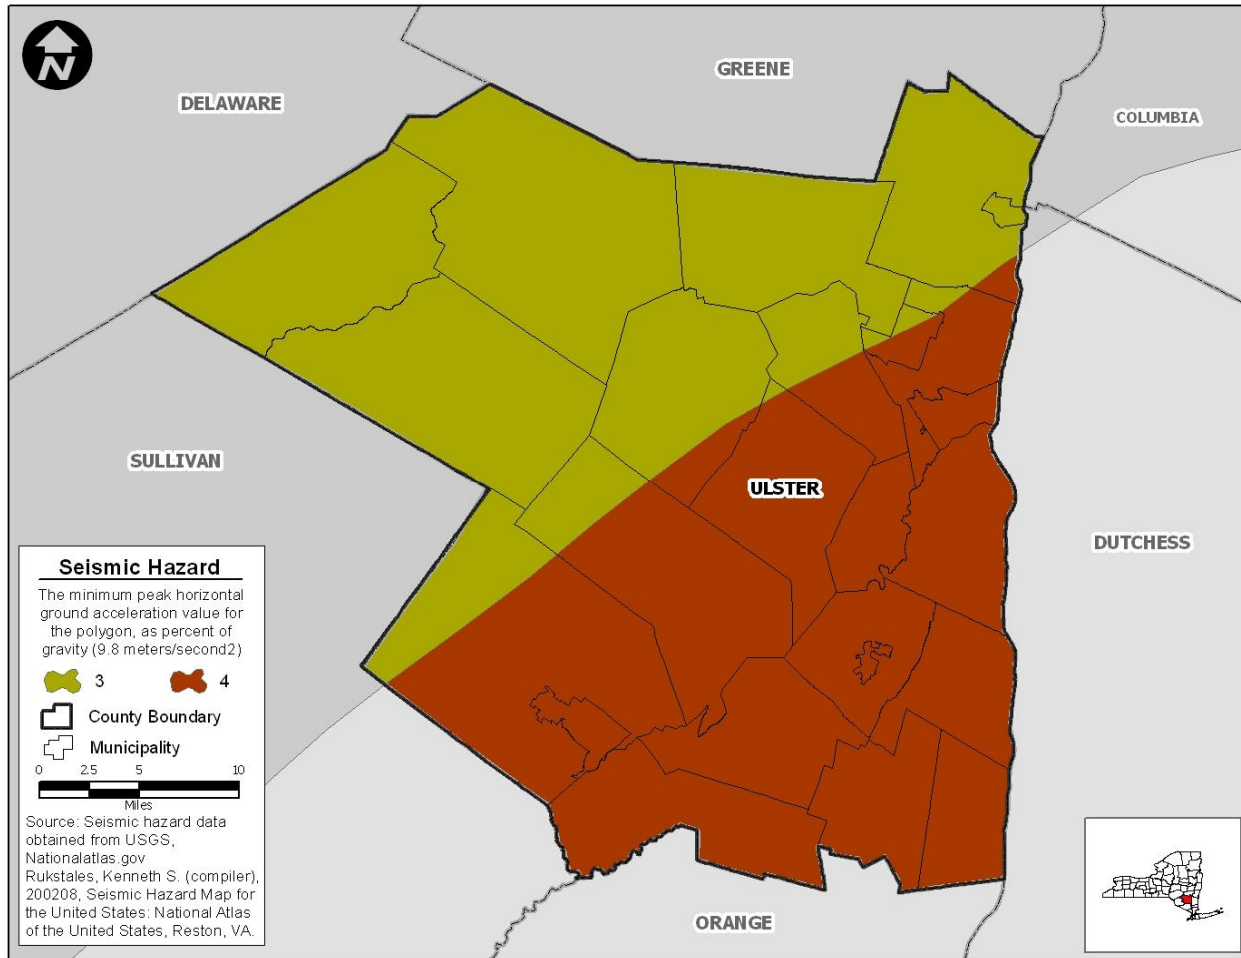 N
GREENE
DELAWARE
COLUMBIA
SULLIVAN
ULSTER
DUTCHESS
Seismic Hazard
The minimum peak horizontal
ground acceleration value for
the polygon, as percent of
gravity (9.8 meters/second2)
3 4
County Boundary
Municipality
0 2.5 5 10
Miles
Source: Seismic hazard data
obtained from USGS,
Nationalatlas.gov
Rukstales, Kenneth S. (compiler),
200208, Seismic Hazard Map for
the United States: National Atlas
of the United States, Reston, VA.
ORANGE